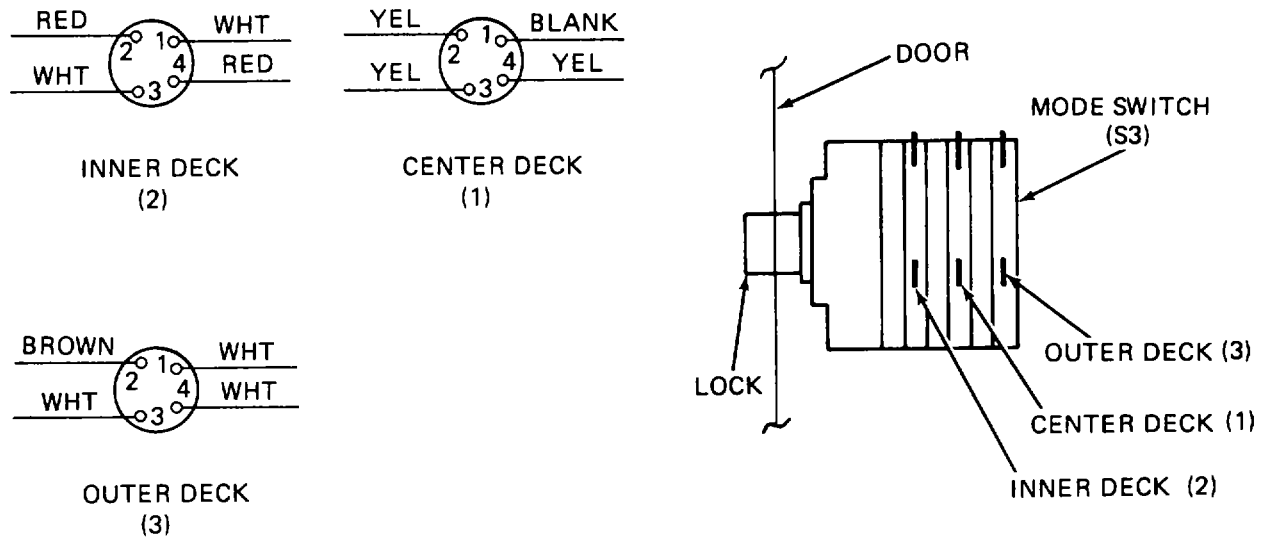 RED 2 1 WHT
WHT 3 4 RED
INNER DECK
(2)
YEL 2 1 BLANK
YEL 3 4 YEL
CENTER DECK
(1)
BROWN 2 1 WHT
WHT 3 4 WHT
OUTER DECK
(3)
DOOR
MODE SWITCH
(S3)
LOCK
OUTER DECK (3)
CENTER DECK (1)
INNER DECK (2)